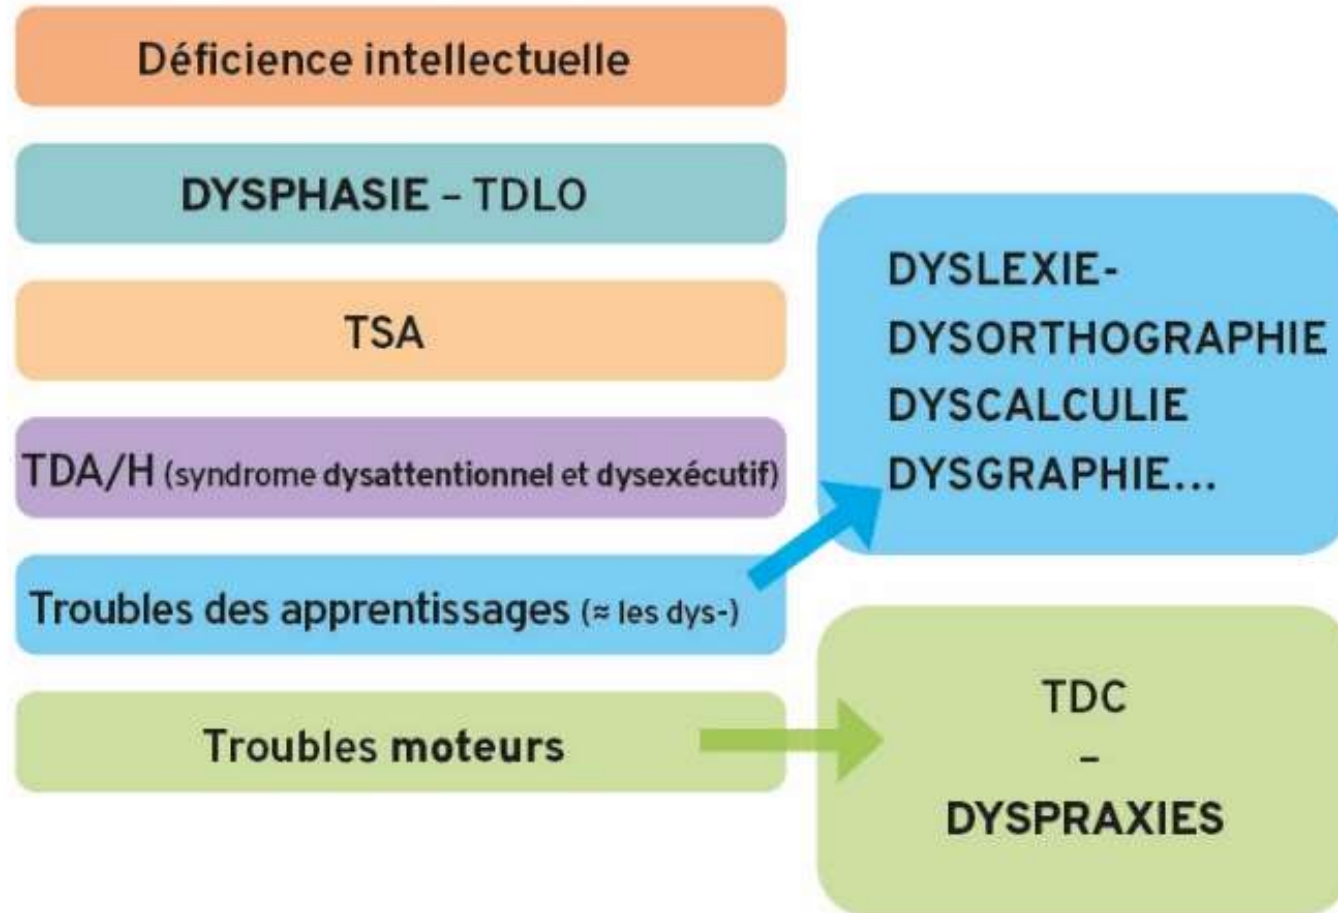 Déficience intellectuelle
DYSPHASIE – TDLO
TSA
TDA/H (syndrome dysattentionnel et dysexécutif)
Troubles des apprentissages (≈ les dys-)
Troubles moteurs
DYSLEXIE-
DYSORTHOGRAPHIE
DYSCALCULIE
DYSGRAPHIE...
TDC
–
DYSPRAXIES